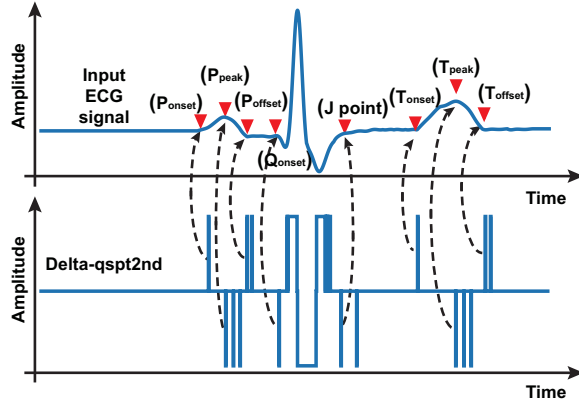 Amplitude
Input
ECG
signal
(Ponset)
(Ppeak)
(Poffset)
(Qonset)
(J point)
(Tonset)
(Tpeak)
(Toffset)
Time
Amplitude
Delta-qspt2nd
Time